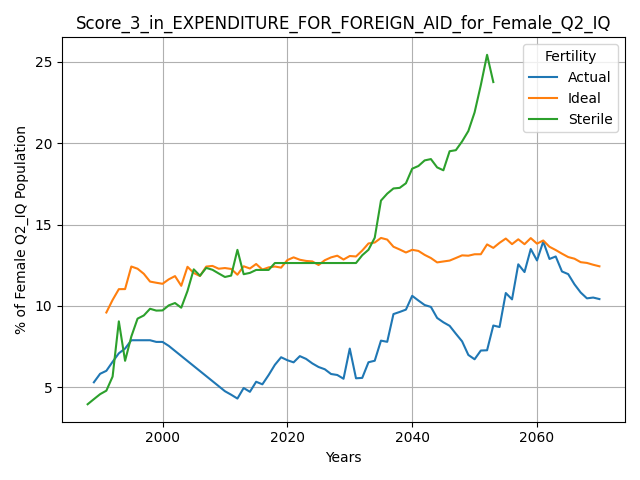 Score_3_in_EXPENDITURE_FOR_FOREIGN_AID_for_Female_Q2_IQ
Fertility
Actual
Ideal
Sterile
% of Female Q2_IQ Population
25
20
15
10
5
2000
2020
2040
2060
Years